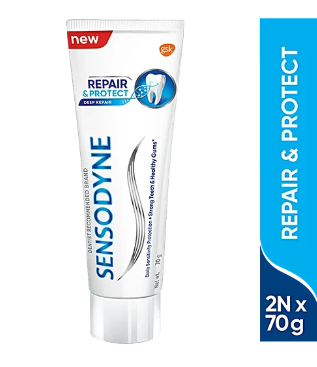 new
gsk
REPAIR
& PROTECT
DEEP REPAIR
SENSODYNE
DENTIST RECOMMENDED BRAND
Daily Sensitivity Protection • Strong Teeth & Healthy Gums*
Net wt. 70 g
REPAIR & PROTECT
2N x
70g